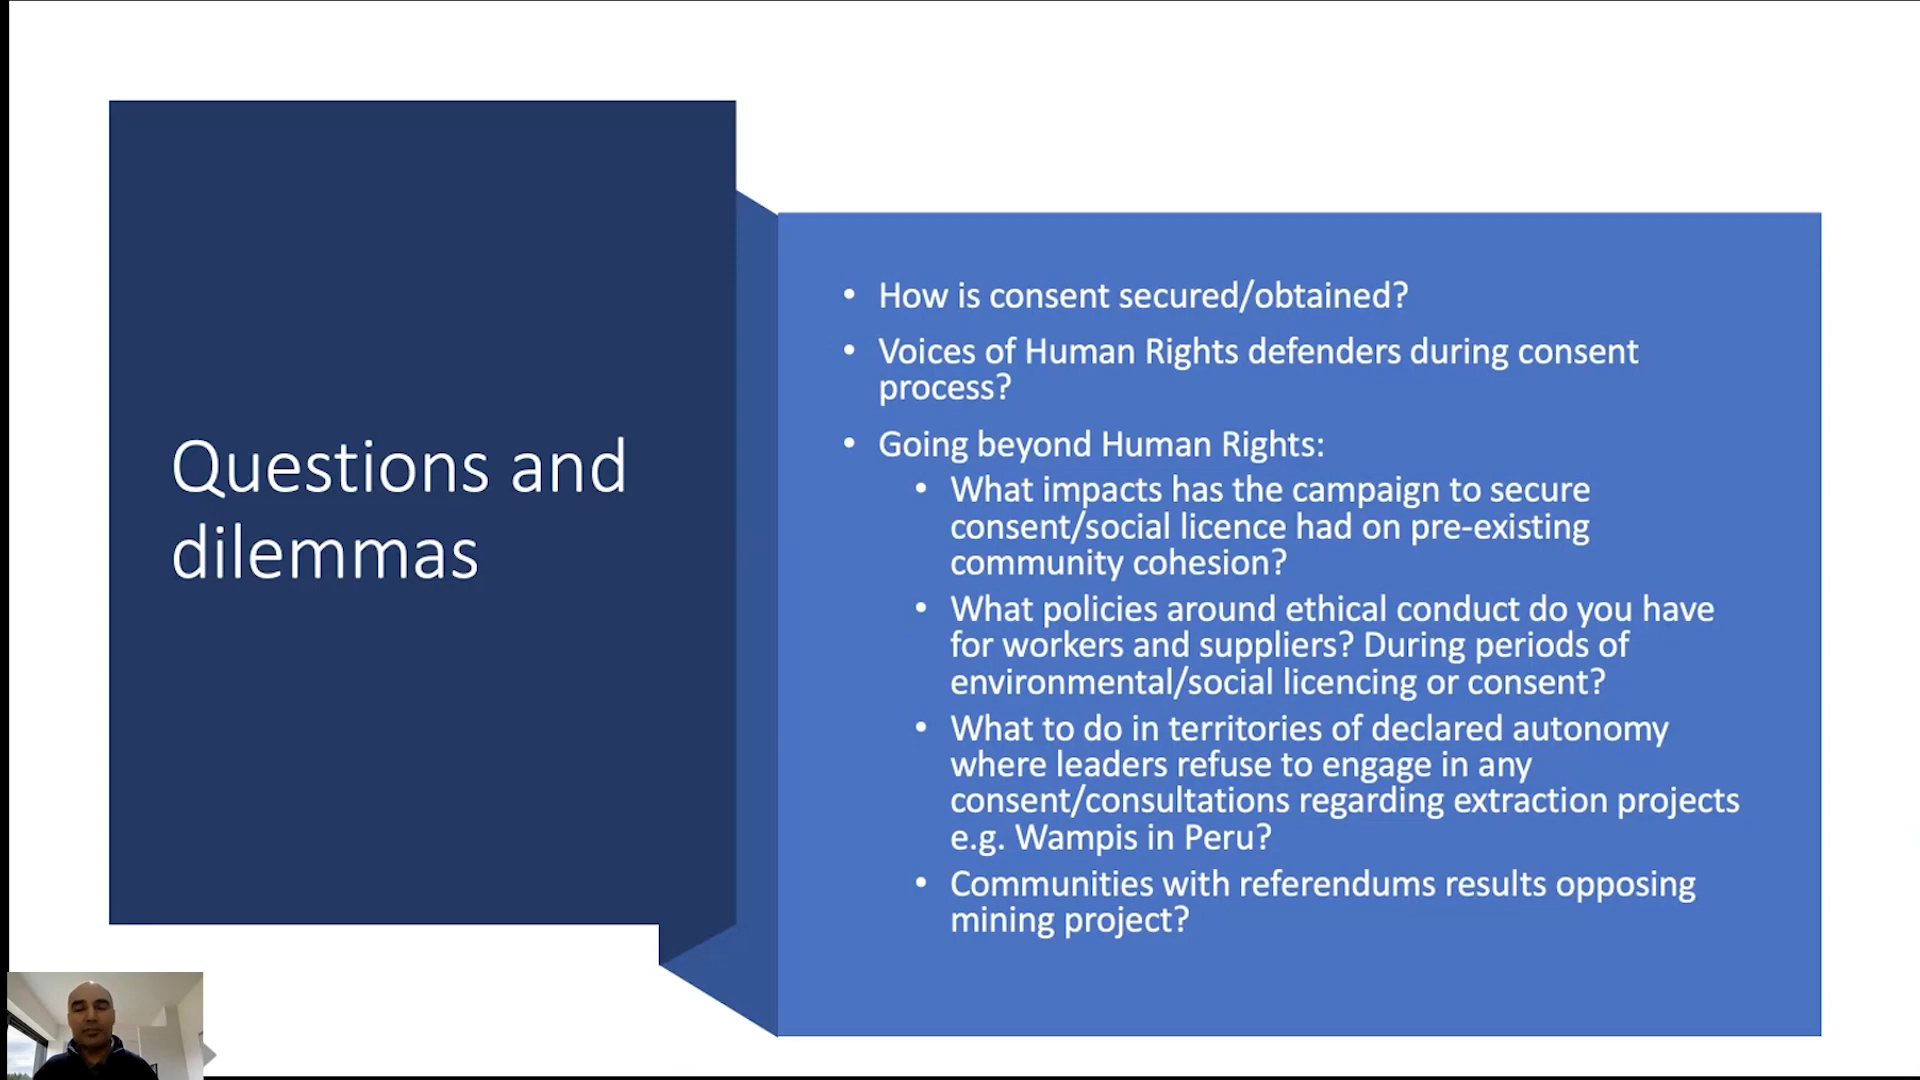 Questions and
dilemmas
• How is consent secured/obtained?
• Voices of Human Rights defenders during consent
process?
• Going beyond Human Rights:
• What impacts has the campaign to secure
consent/social licence had on pre-existing
community cohesion?
• What policies around ethical conduct do you have
for workers and suppliers? During periods of
environmental/social licencing or consent?
• What to do in territories of declared autonomy
where leaders refuse to engage in any
consent/consultations regarding extraction projects
e.g. Wampis in Peru?
• Communities with referendums results opposing
mining project?